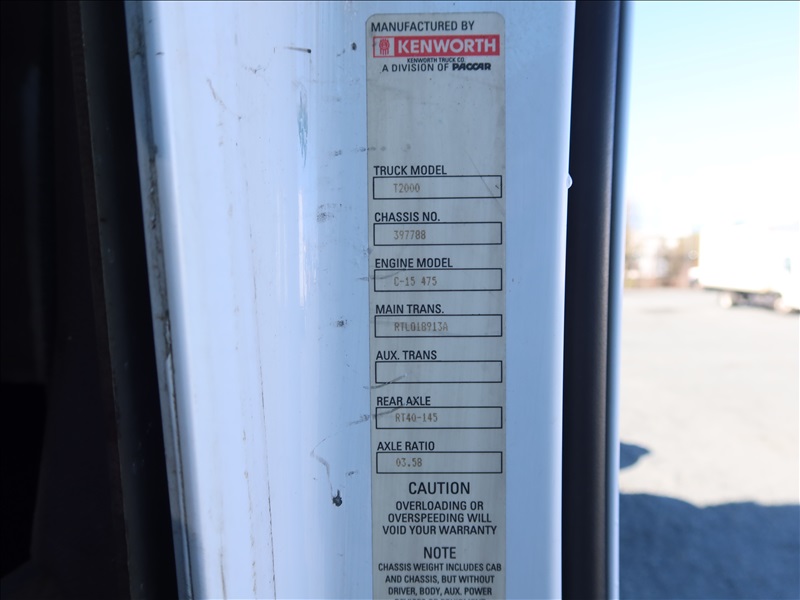 MANUFACTURED BY
KENWORTH
KENWORTH TRUCK CO.
A DIVISION OF PACCAR
TRUCK MODEL
T2000
CHASSIS NO.
397788
ENGINE MODEL
C-15 475
MAIN TRANS.
RTLO18913A
AUX. TRANS
REAR AXLE
RT40-145
AXLE RATIO
03.58
CAUTION
OVERLOADING OR
OVERSPEEDING WILL
VOID YOUR WARRANTY
NOTE
CHASSIS WEIGHT INCLUDES CAB
AND CHASSIS, BUT WITHOUT
DRIVER, BODY, AUX. POWER